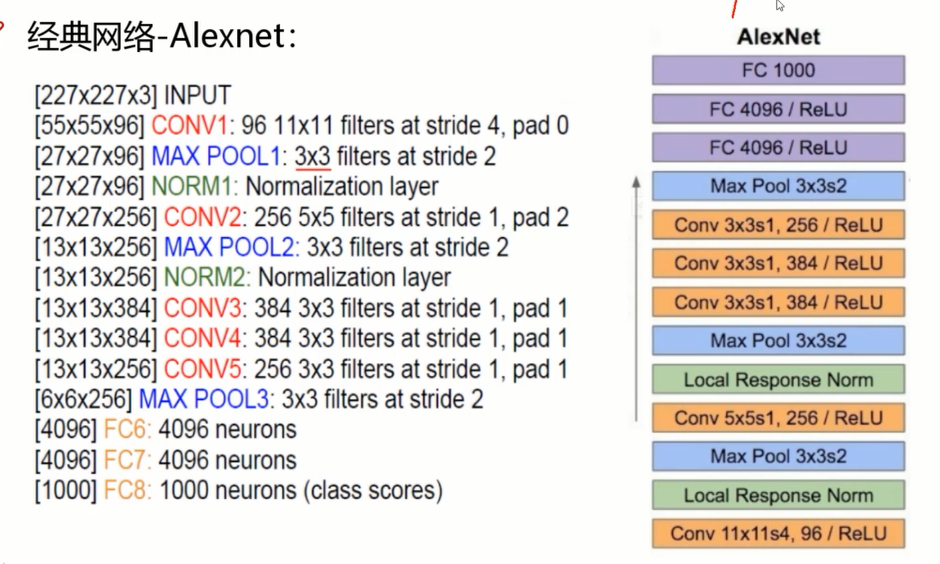 经典网络-Alexnet：
[227x227x3] INPUT
[55x55x96] CONV1: 96 11x11 filters at stride 4, pad 0
[27x27x96] MAX POOL1: 3x3 filters at stride 2
[27x27x96] NORM1: Normalization layer
[27x27x256] CONV2: 256 5x5 filters at stride 1, pad 2
[13x13x256] MAX POOL2: 3x3 filters at stride 2
[13x13x256] NORM2: Normalization layer
[13x13x384] CONV3: 384 3x3 filters at stride 1, pad 1
[13x13x384] CONV4: 384 3x3 filters at stride 1, pad 1
[13x13x256] CONV5: 256 3x3 filters at stride 1, pad 1
[6x6x256] MAX POOL3: 3x3 filters at stride 2
[4096] FC6: 4096 neurons
[4096] FC7: 4096 neurons
[1000] FC8: 1000 neurons (class scores)
AlexNet
FC 1000
FC 4096 / ReLU
FC 4096 / ReLU
Max Pool 3x3s2
Conv 3x3s1, 256 / ReLU
Conv 3x3s1, 384 / ReLU
Conv 3x3s1, 384 / ReLU
Max Pool 3x3s2
Local Response Norm
Conv 5x5s1, 256 / ReLU
Max Pool 3x3s2
Local Response Norm
Conv 11x11s4, 96 / ReLU